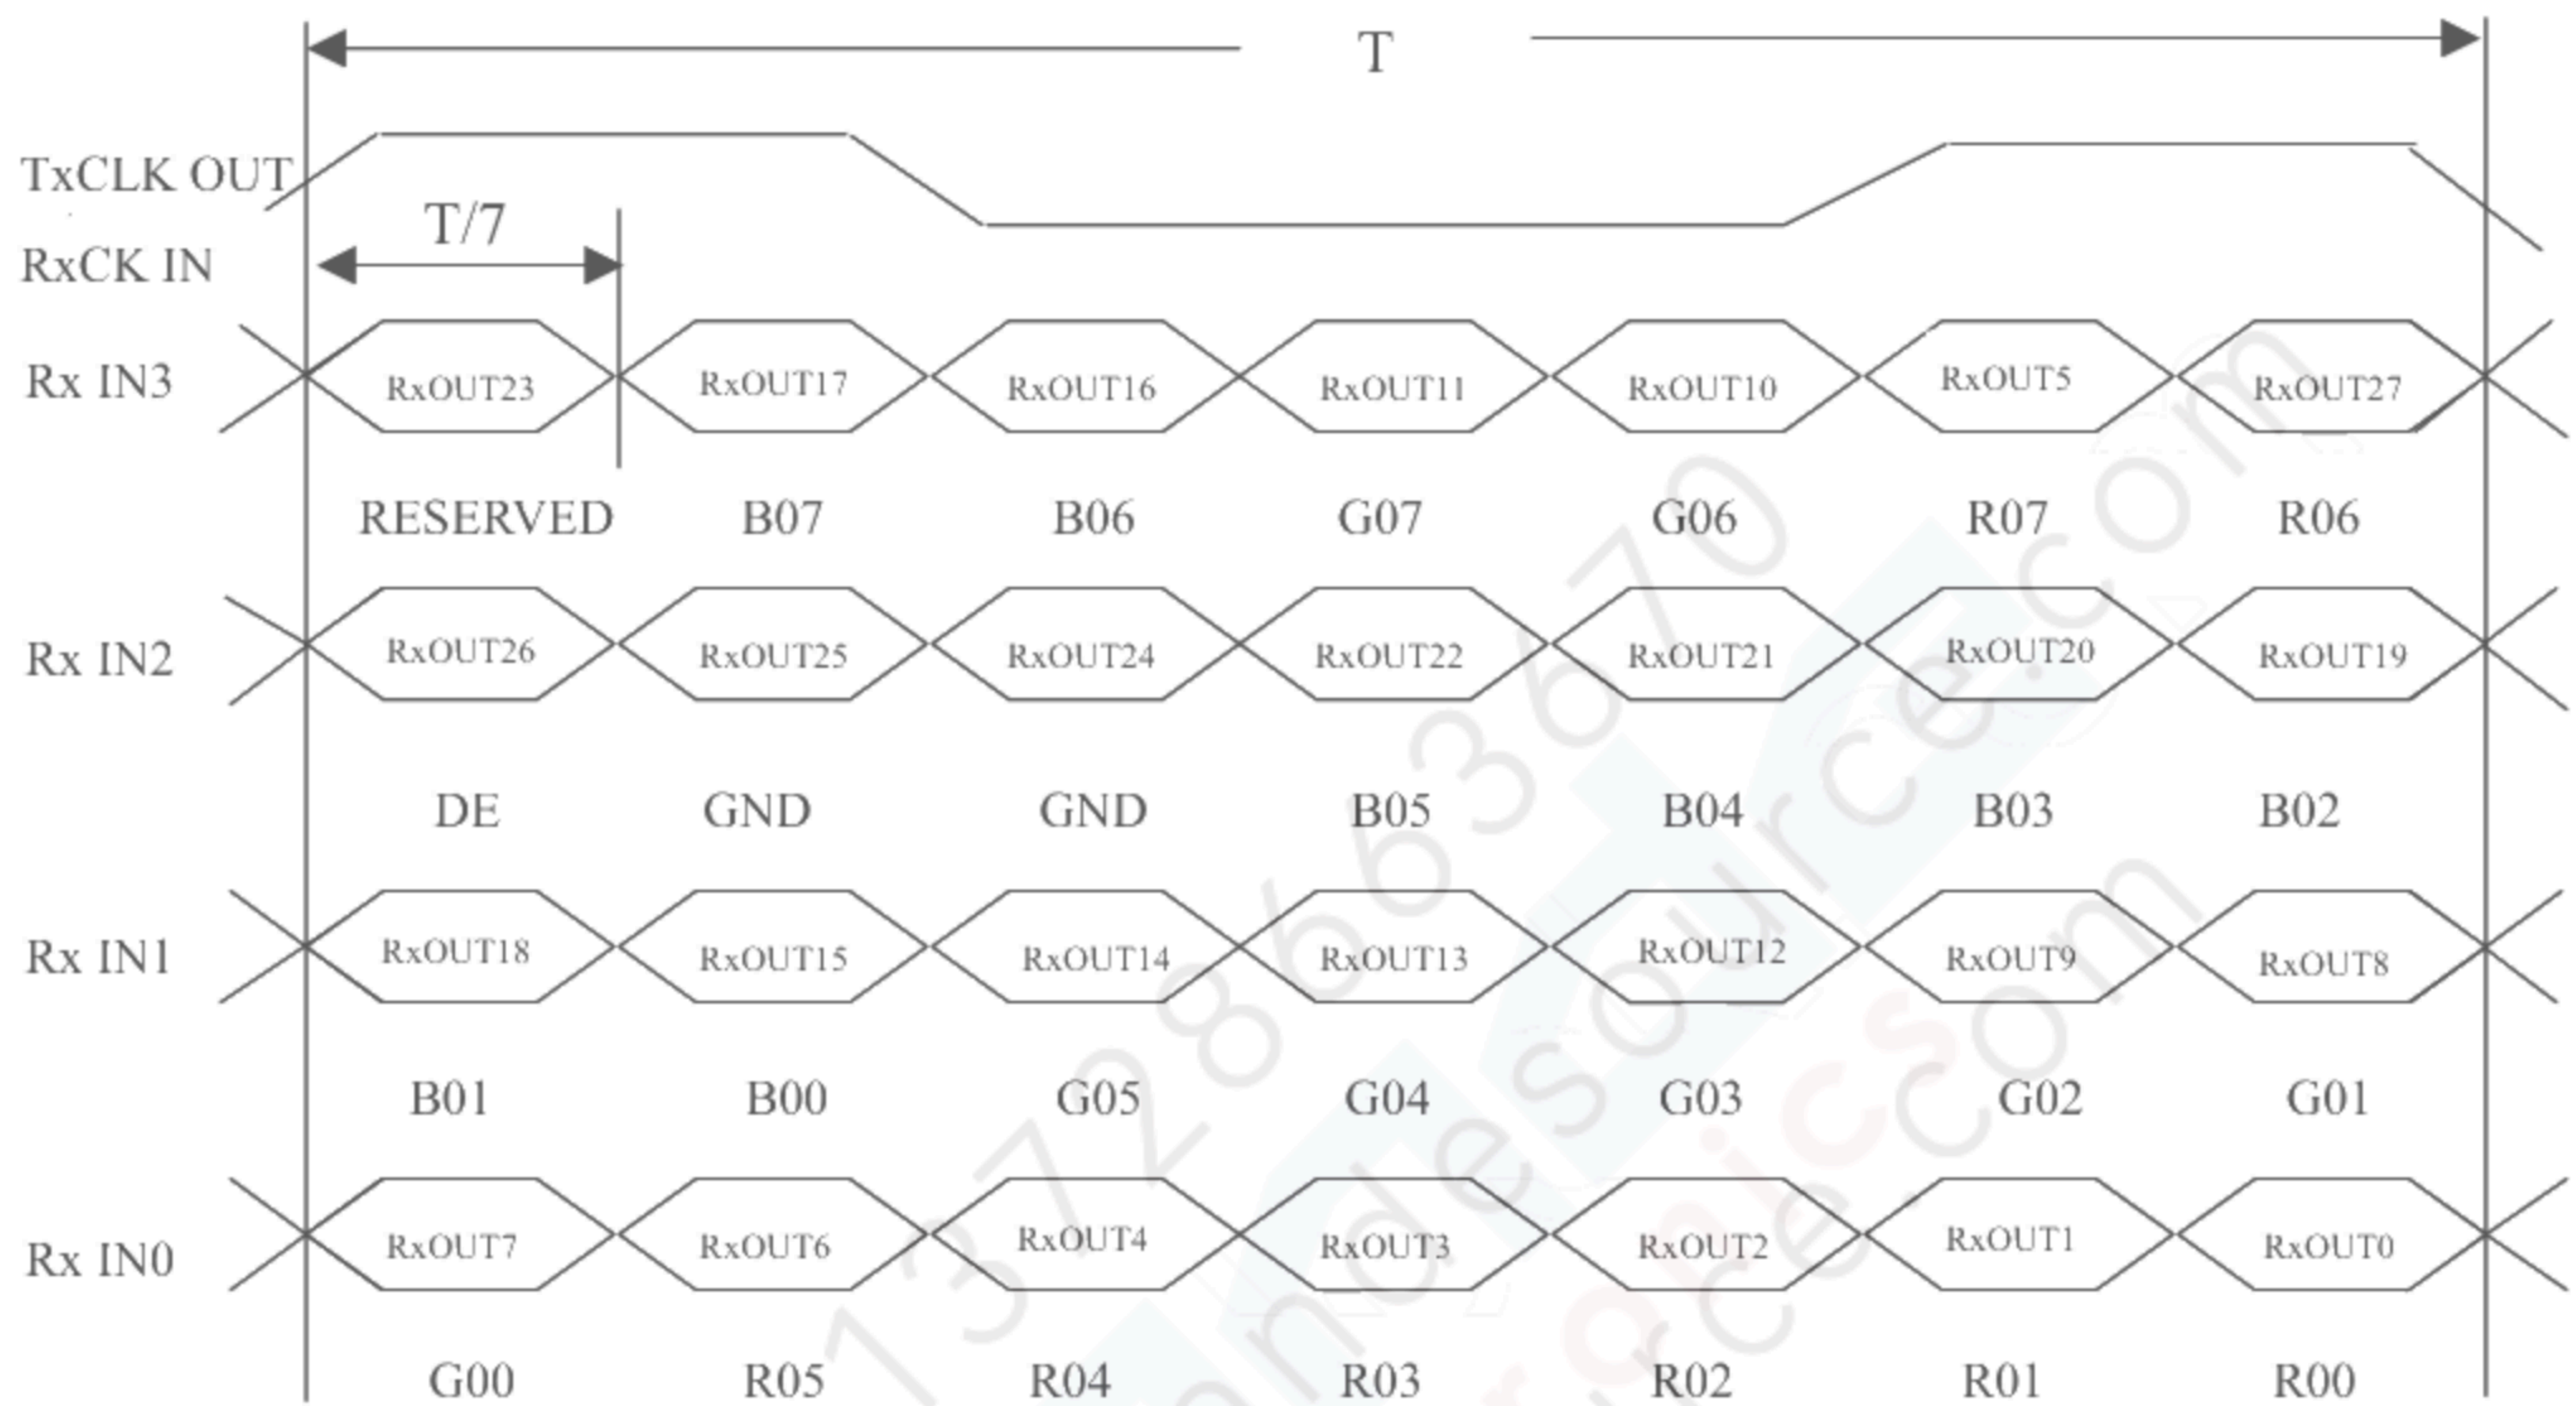 T
TxCLK OUT
T/7
RxCK IN
Rx IN3 RxOUT23 RxOUT17 RxOUT16 RxOUT11 RxOUT10 RxOUT5 RxOUT27
RESERVED B07 B06 G07 G06 R07 R06
Rx IN2 RxOUT26 RxOUT25 RxOUT24 RxOUT22 RxOUT21 RxOUT20 RxOUT19
DE GND GND B05 B04 B03 B02
Rx IN1 RxOUT18 RxOUT15 RxOUT14 RxOUT13 RxOUT12 RxOUT9 RxOUT8
B01 B00 G05 G04 G03 G02 G01
Rx IN0 RxOUT7 RxOUT6 RxOUT4 RxOUT3 RxOUT2 RxOUT1 RxOUT0
G00 R05 R04 R03 R02 R01 R00
13728663670
ndesource.com